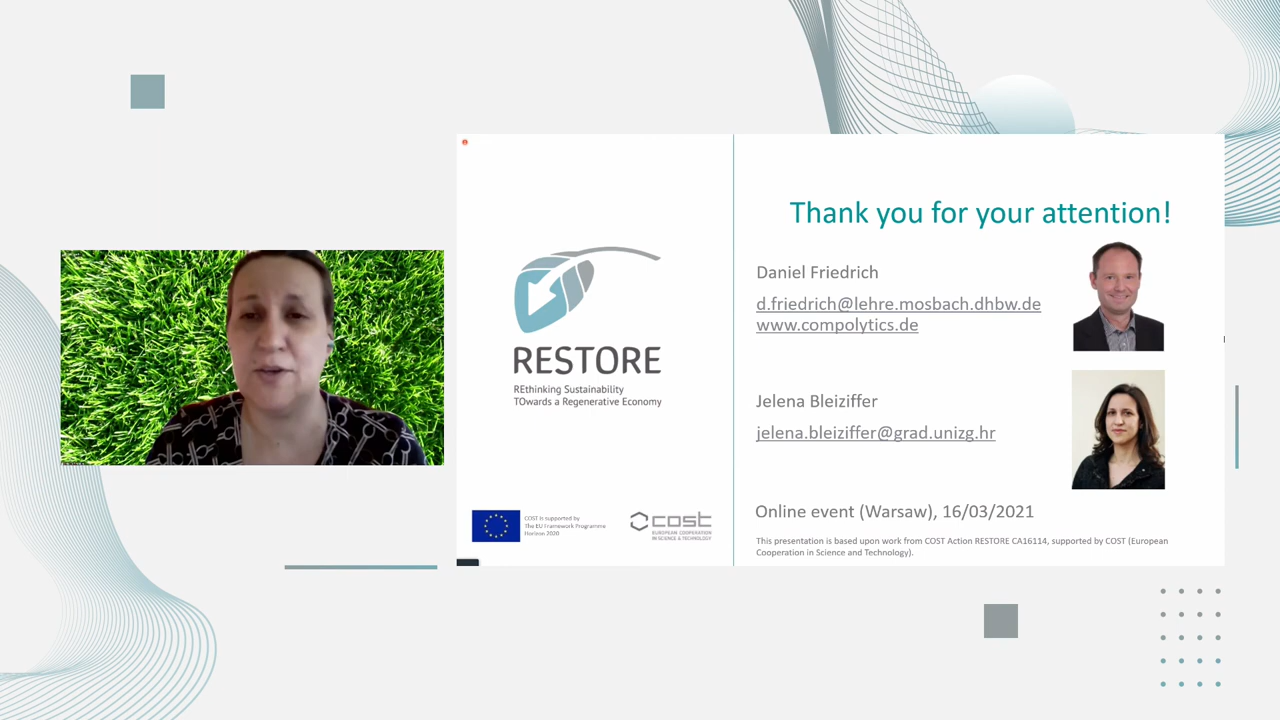 Thank you for your attention!
Daniel Friedrich
d.friedrich@lehre.mosbach.dhbw.de
www.compolytics.de
RESTORE
REthinking Sustainability
TOwards a Regenerative Economy
Jelena Bleiziffer
jelena.bleiziffer@grad.unizg.hr
COST is supported by
The EU Framework Programme
Horizon 2020
cost
EUROPEAN COOPERATION
IN SCIENCE & TECHNOLOGY
Online event (Warsaw), 16/03/2021
This presentation is based upon work from COST Action RESTORE CA16114, supported by COST (European
Cooperation in Science and Technology).